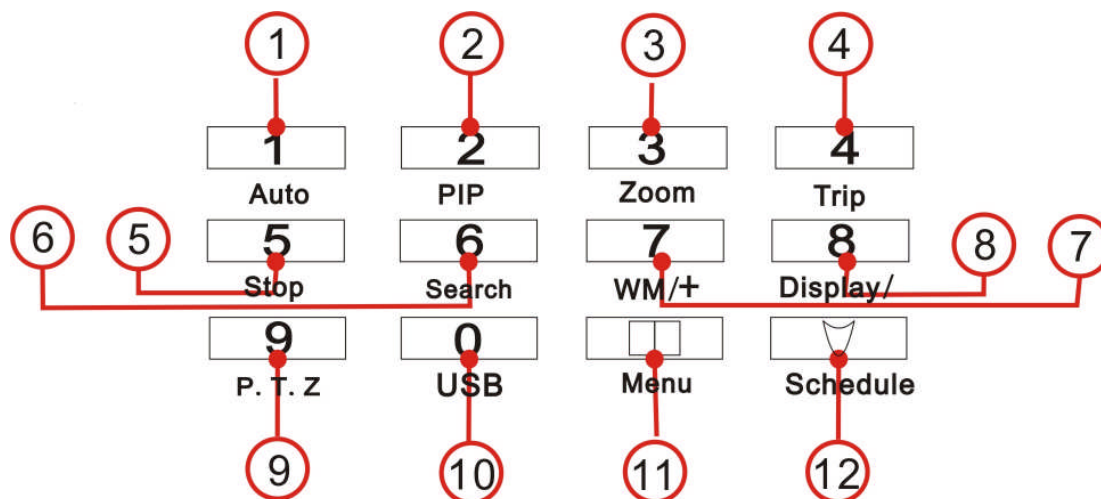 1 2 3 4
1 2 3 4
Auto PIP Zoom Trip
6 5 5 6 7 8 8 7
Stop Search WM/+ Display/
9 0
P. T. Z USB Menu Schedule
9 10 11 12